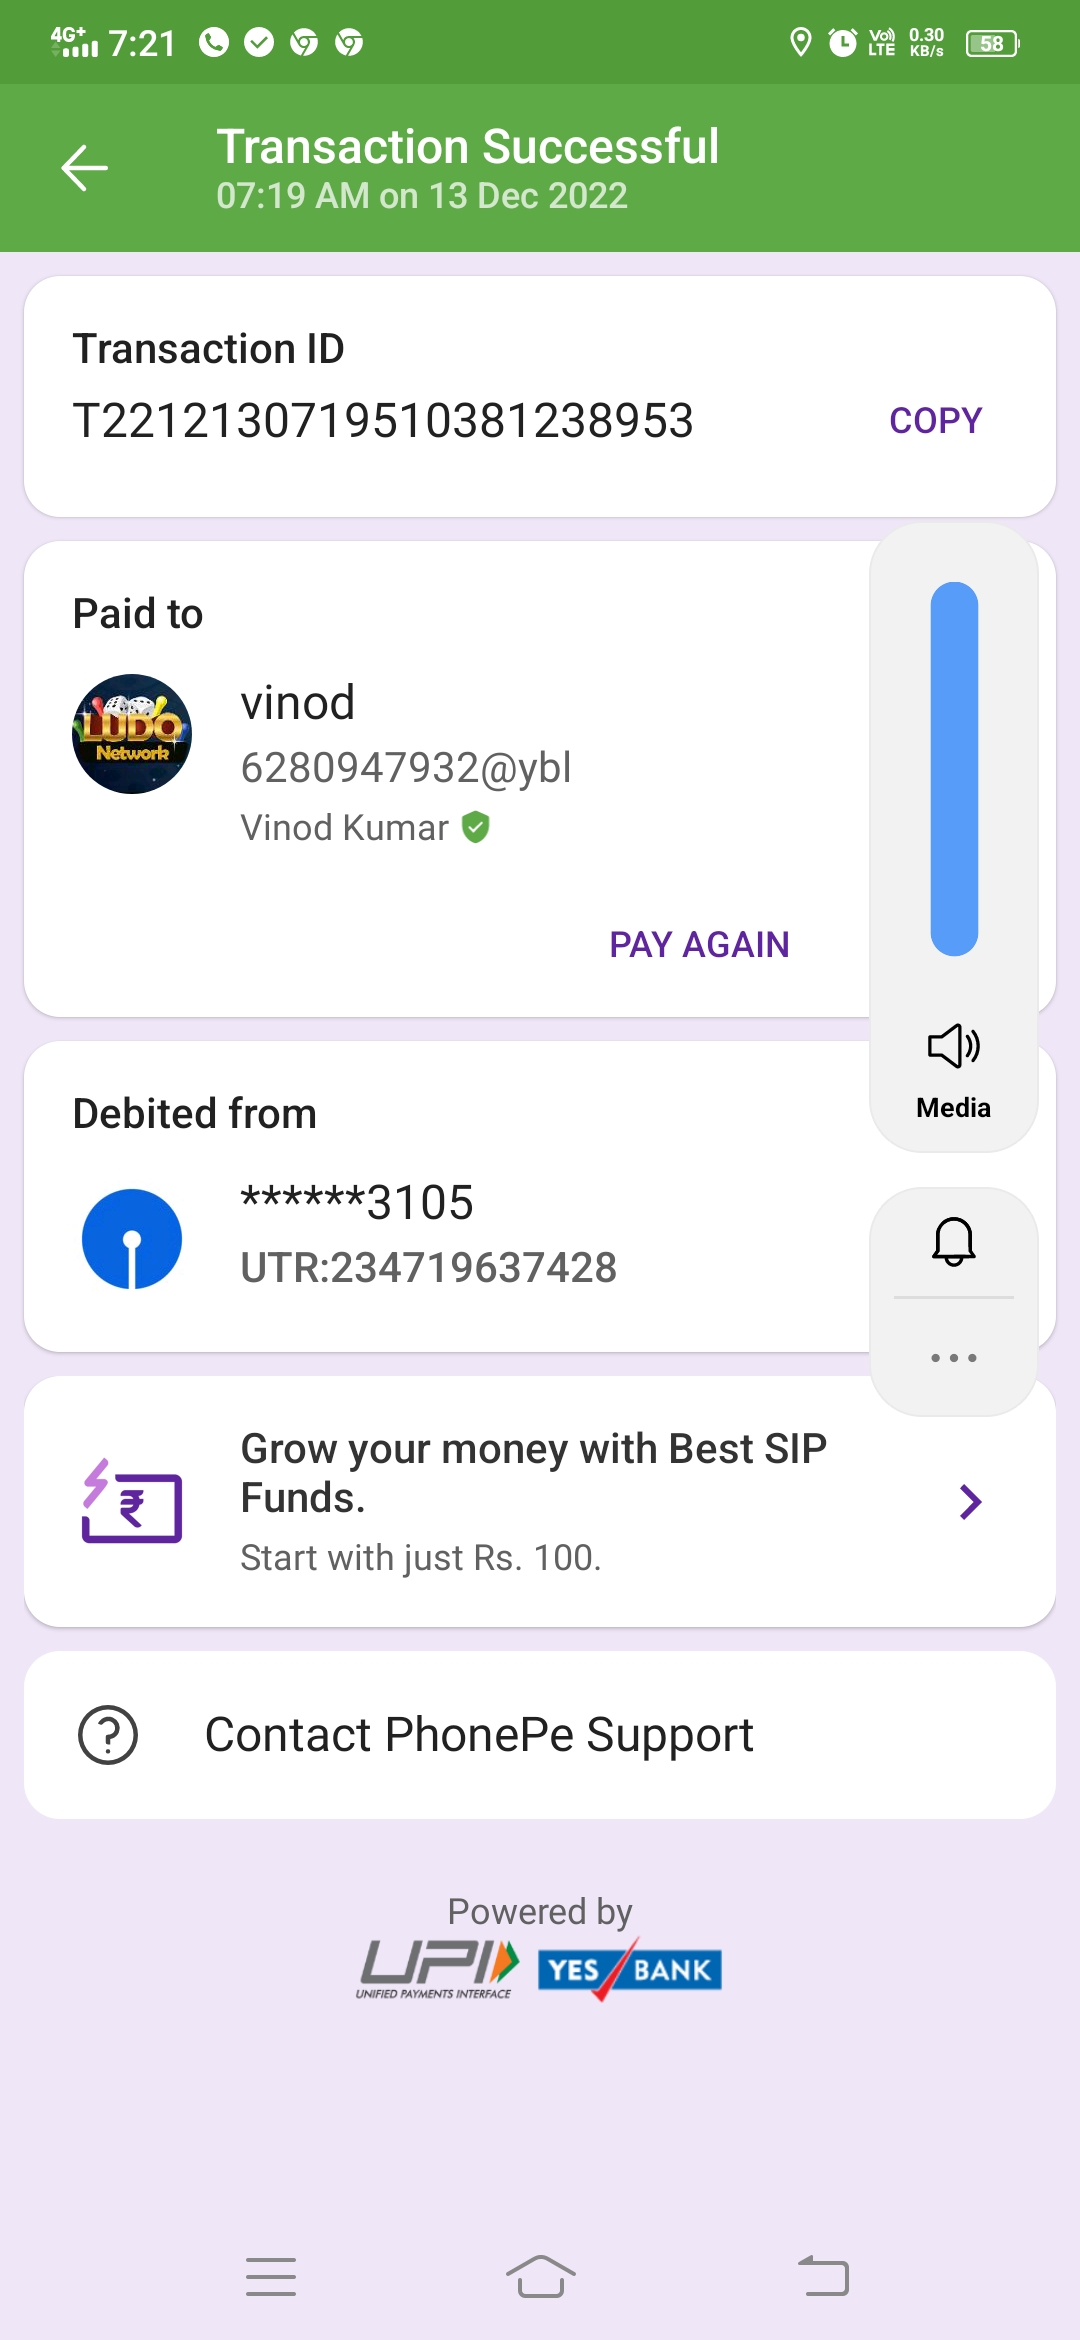 4G+ 7:21 Vo)) LTE 0.30 KB/s 58
Transaction Successful
07:19 AM on 13 Dec 2022
Transaction ID
T2212130719510381238953 COPY
Paid to
LUDO
Network
vinod
6280947932@ybl
Vinod Kumar
PAY AGAIN
Media
Debited from
******3105
UTR:234719637428
Grow your money with Best SIP
Funds.
Start with just Rs. 100.
Contact PhonePe Support
Powered by
UPI
UNIFIED PAYMENTS INTERFACE
YES BANK